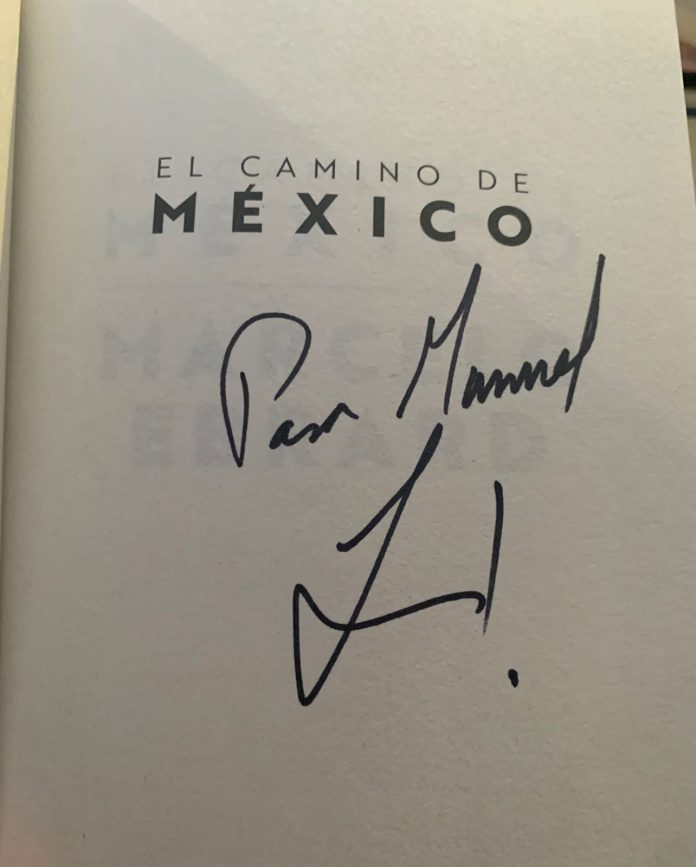 EL CAMINO DE
MÉXICO
Para Manuel